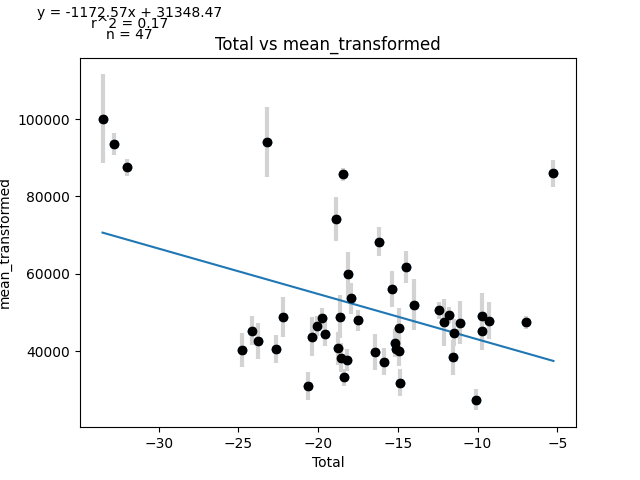 y = -1172.57x + 31348.47
r^2 = 0.17
n = 47
Total vs mean_transformed
mean_transformed
100000
80000
60000
40000
−30
−25
−20
−15
−10
−5
Total